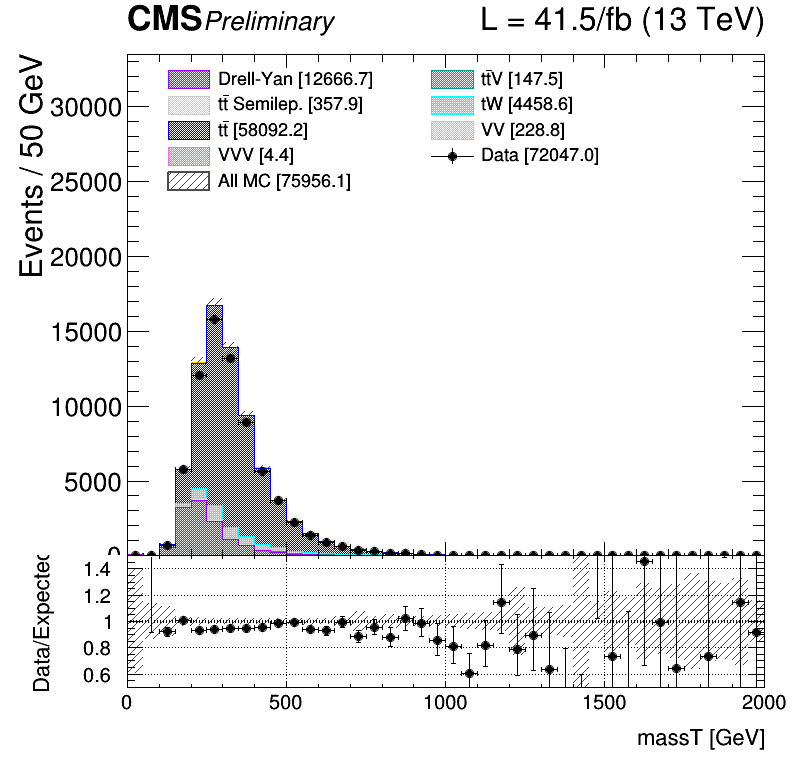 CMS Preliminary L = 41.5/fb (13 TeV)
Events / 50 GeV
30000
25000
20000
15000
10000
5000
0
Drell-Yan [12666.7]
tt̄ Semilep. [357.9]
tt̄ [58092.2]
VVV [4.4]
All MC [75956.1]
tt̄V [147.5]
tW [4458.6]
VV [228.8]
Data [72047.0]
Data/Expected
1.4
1.2
1
0.8
0.6
0 500 1000 1500 2000
massT [GeV]